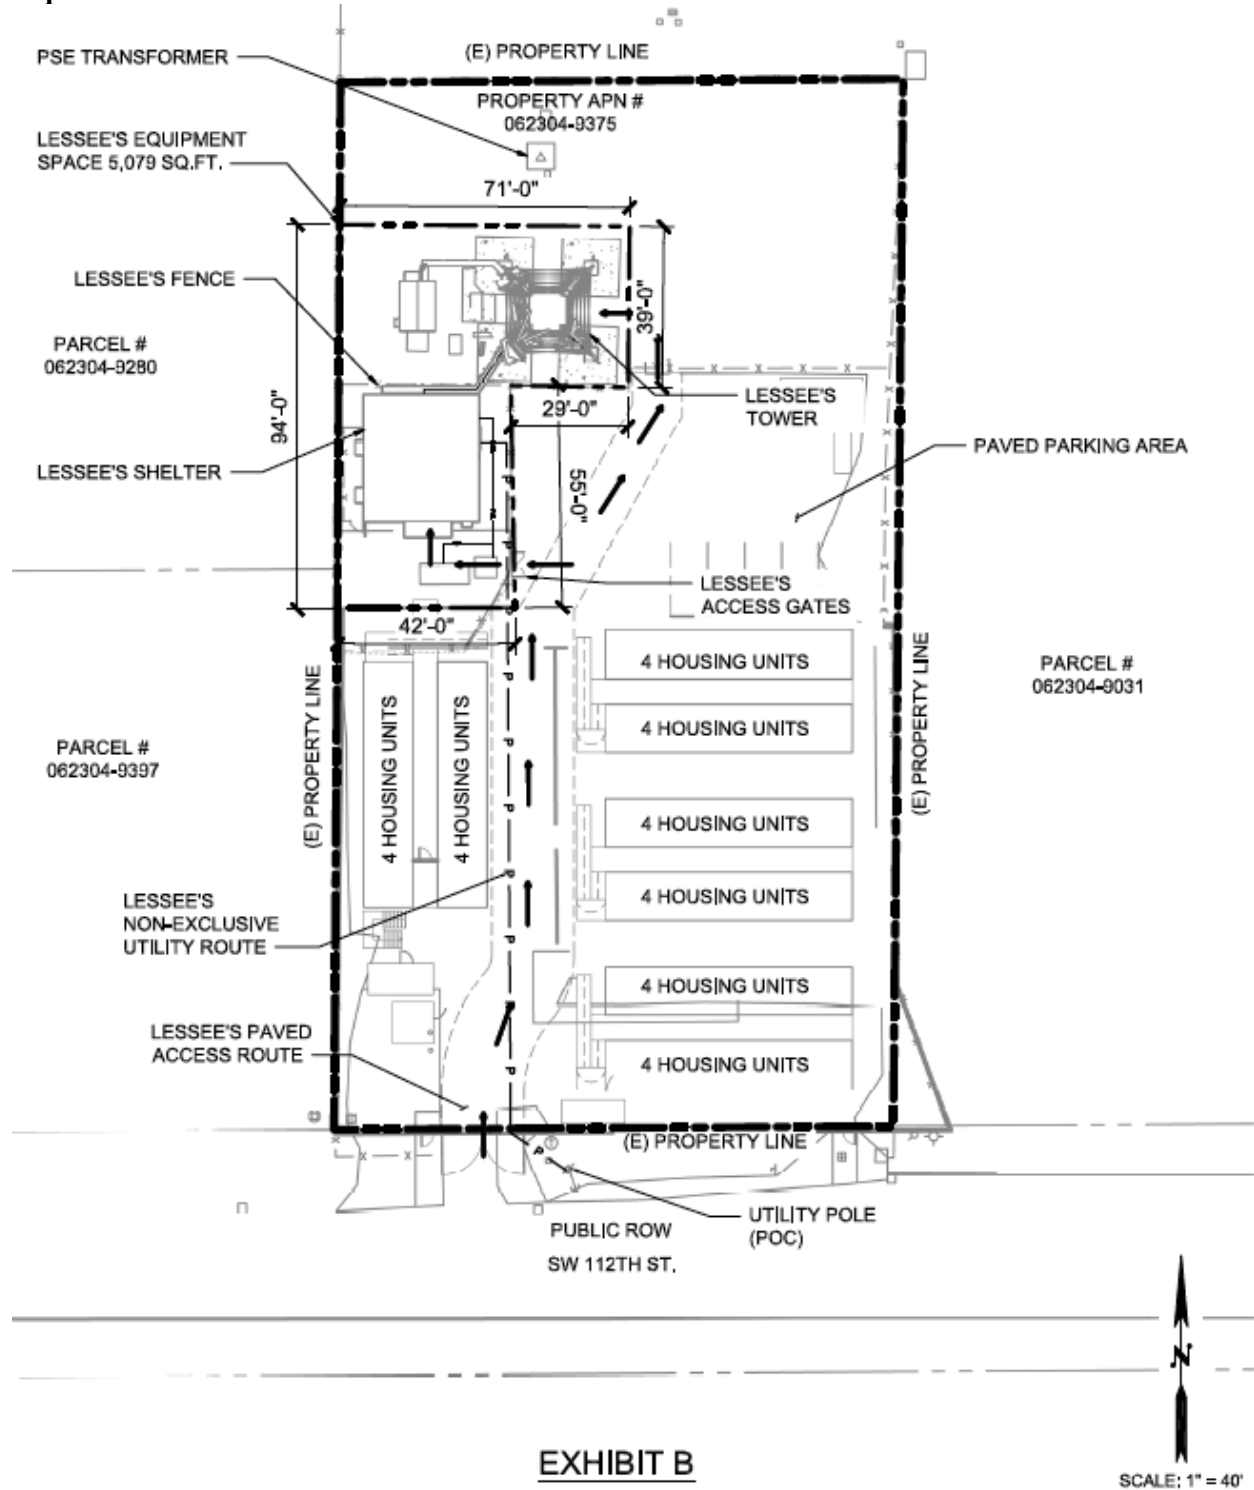 PSE TRANSFORMER
(E) PROPERTY LINE
PROPERTY APN #
062304-9375
LESSEE'S EQUIPMENT
SPACE 5,079 SQ.FT.
71'-0"
LESSEE'S FENCE
39'-0"
PARCEL #
062304-9280
94'-0"
29'-0"
LESSEE'S
TOWER
LESSEE'S SHELTER
55'-0"
PAVED PARKING AREA
LESSEE'S
ACCESS GATES
42'-0"
4 HOUSING UNITS
4 HOUSING UNITS
4 HOUSING UNITS
4 HOUSING UNITS
4 HOUSING UNITS
4 HOUSING UNITS
4 HOUSING UNITS
4 HOUSING UNITS
(E) PROPERTY LINE
(E) PROPERTY LINE
PARCEL #
062304-9031
PARCEL #
062304-9397
P
P
P
P
P
P
P
P
LESSEE'S
NON-EXCLUSIVE
UTILITY ROUTE
LESSEE'S PAVED
ACCESS ROUTE
(E) PROPERTY LINE
UTILITY POLE
(POC)
PUBLIC ROW
SW 112TH ST.
N
EXHIBIT B
SCALE: 1" = 40'